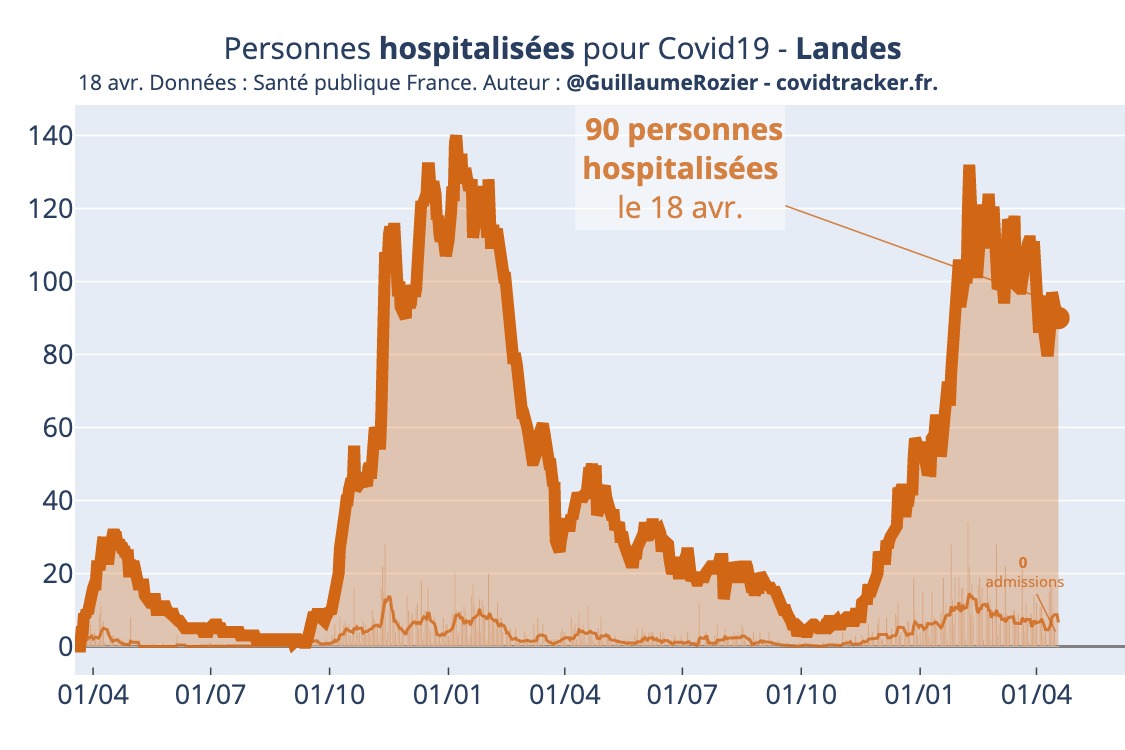 Personnes hospitalisées pour Covid19 - Landes
18 avr. Données : Santé publique France. Auteur : @GuillaumeRozier - covidtracker.fr.
90 personnes
hospitalisées
le 18 avr.
140
120
100
80
60
40
20
0
0
admissions
01/04 01/07 01/10 01/01 01/04 01/07 01/10 01/01 01/04